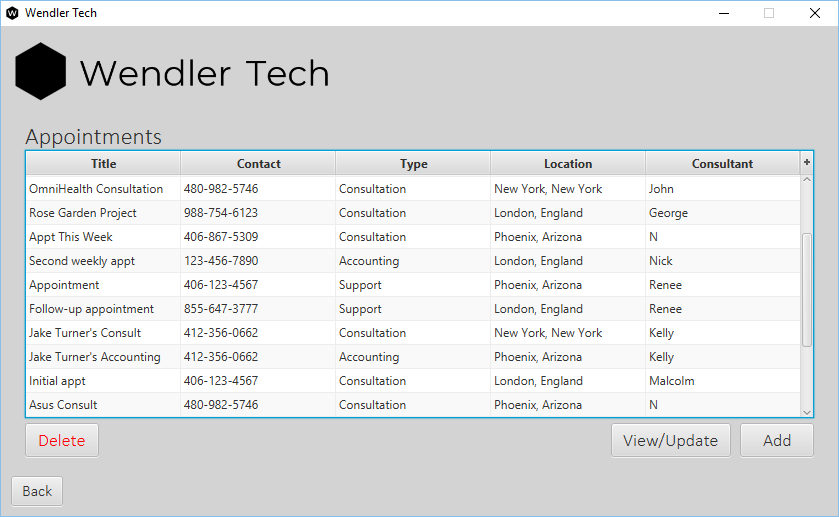 Wendler Tech
Wendler Tech
Appointments
Title Contact Type Location Consultant +
OmniHealth Consultation 480-982-5746 Consultation New York, New York John
Rose Garden Project 988-754-6123 Consultation London, England George
Appt This Week 406-867-5309 Consultation Phoenix, Arizona N
Second weekly appt 123-456-7890 Accounting London, England Nick
Appointment 406-123-4567 Support Phoenix, Arizona Renee
Follow-up appointment 855-647-3777 Support London, England Renee
Jake Turner's Consult 412-356-0662 Consultation New York, New York Kelly
Jake Turner's Accounting 412-356-0662 Accounting Phoenix, Arizona Kelly
Initial appt 406-123-4567 Consultation London, England Malcolm
Asus Consult 480-982-5746 Consultation Phoenix, Arizona N
Delete View/Update Add
Back